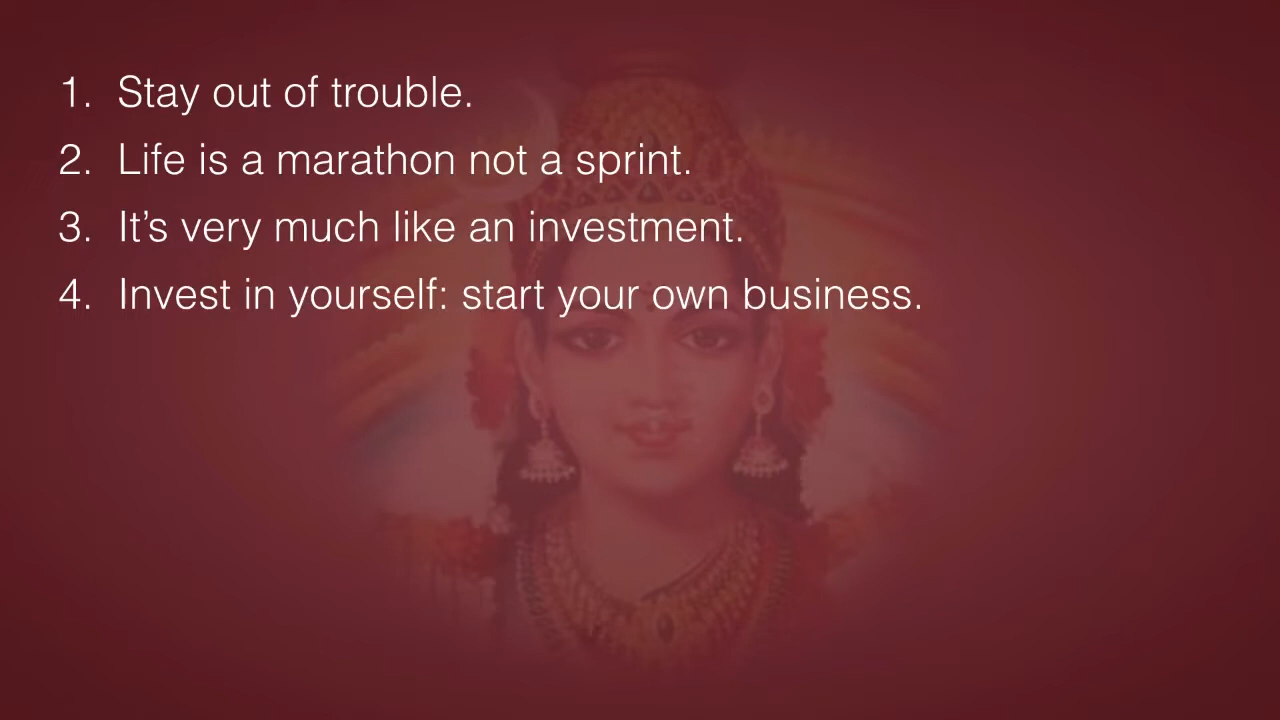 1. Stay out of trouble.
2. Life is a marathon not a sprint.
3. It’s very much like an investment.
4. Invest in yourself: start your own business.